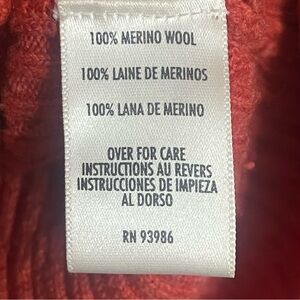 100% MERINO WOOL
100% LAINE DE MERINOS
100% LANA DE MERINO
OVER FOR CARE
INSTRUCTIONS AU REVERS
INSTRUCCIONES DE IMPIEZA
AL DORSO
RN 93986